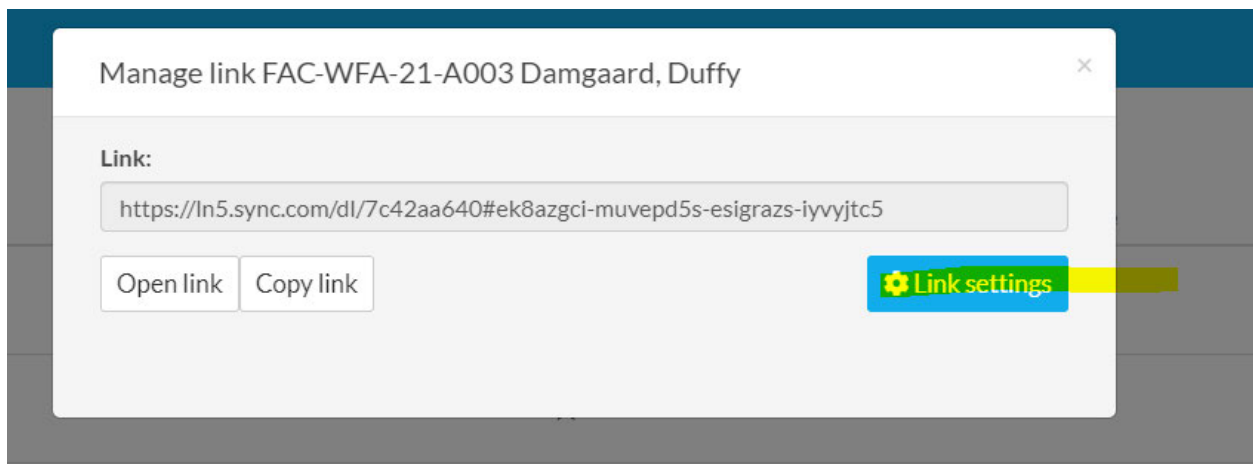 Manage link FAC-WFA-21-A003 Damgaard, Duffy
×
Link:
https://ln5.sync.com/dl/7c42aa640#ek8azgci-muvepd5s-esigrazs-iyvyjtc5
Open link Copy link Link settings